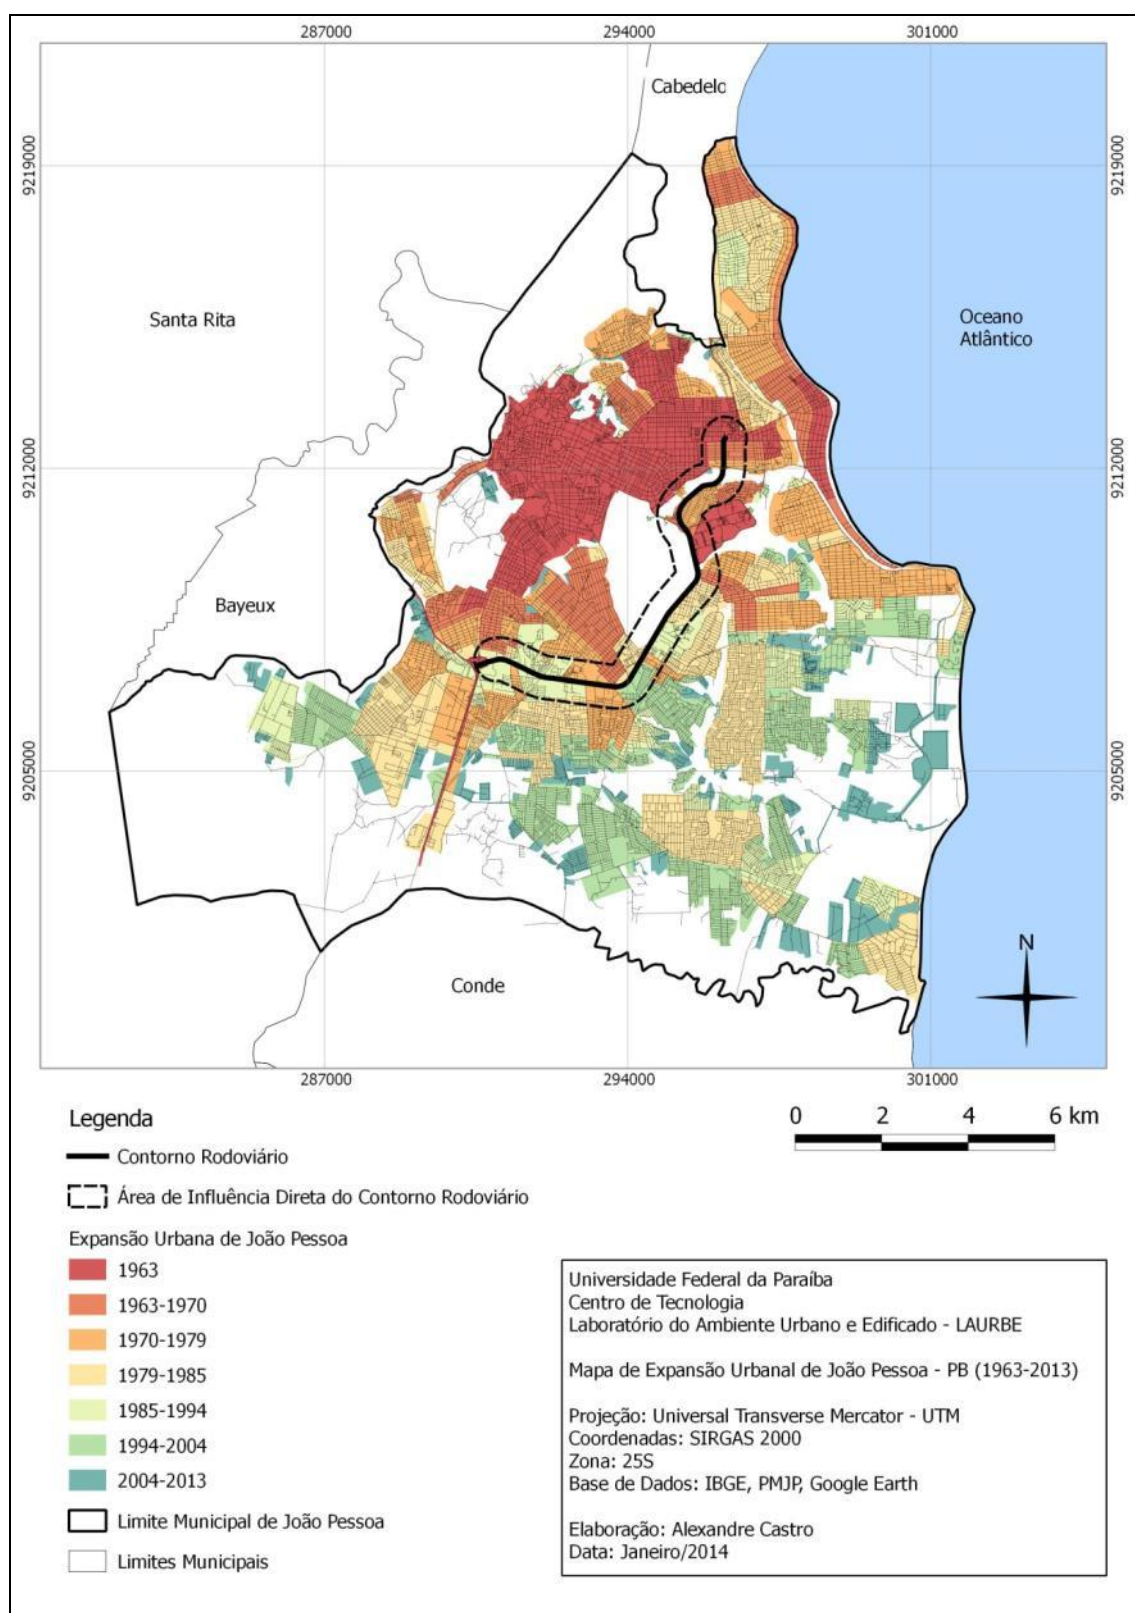 287000
294000
301000
Cabedelo
9219000
9219000
Santa Rita
Oceano
Atlântico
9212000
9212000
Bayeux
9205000
9205000
Conde
N
287000
294000
301000
Legenda
0 2 4 6 km
Contorno Rodoviário
Área de Influência Direta do Contorno Rodoviário
Expansão Urbana de João Pessoa
1963
1963-1970
1970-1979
1979-1985
1985-1994
1994-2004
2004-2013
Limite Municipal de João Pessoa
Limites Municipais
Universidade Federal da Paraíba
Centro de Tecnologia
Laboratório do Ambiente Urbano e Edificado - LAURBE
Mapa de Expansão Urbanal de João Pessoa - PB (1963-2013)
Projeção: Universal Transverse Mercator - UTM
Coordenadas: SIRGAS 2000
Zona: 25S
Base de Dados: IBGE, PMJP, Google Earth
Elaboração: Alexandre Castro
Data: Janeiro/2014